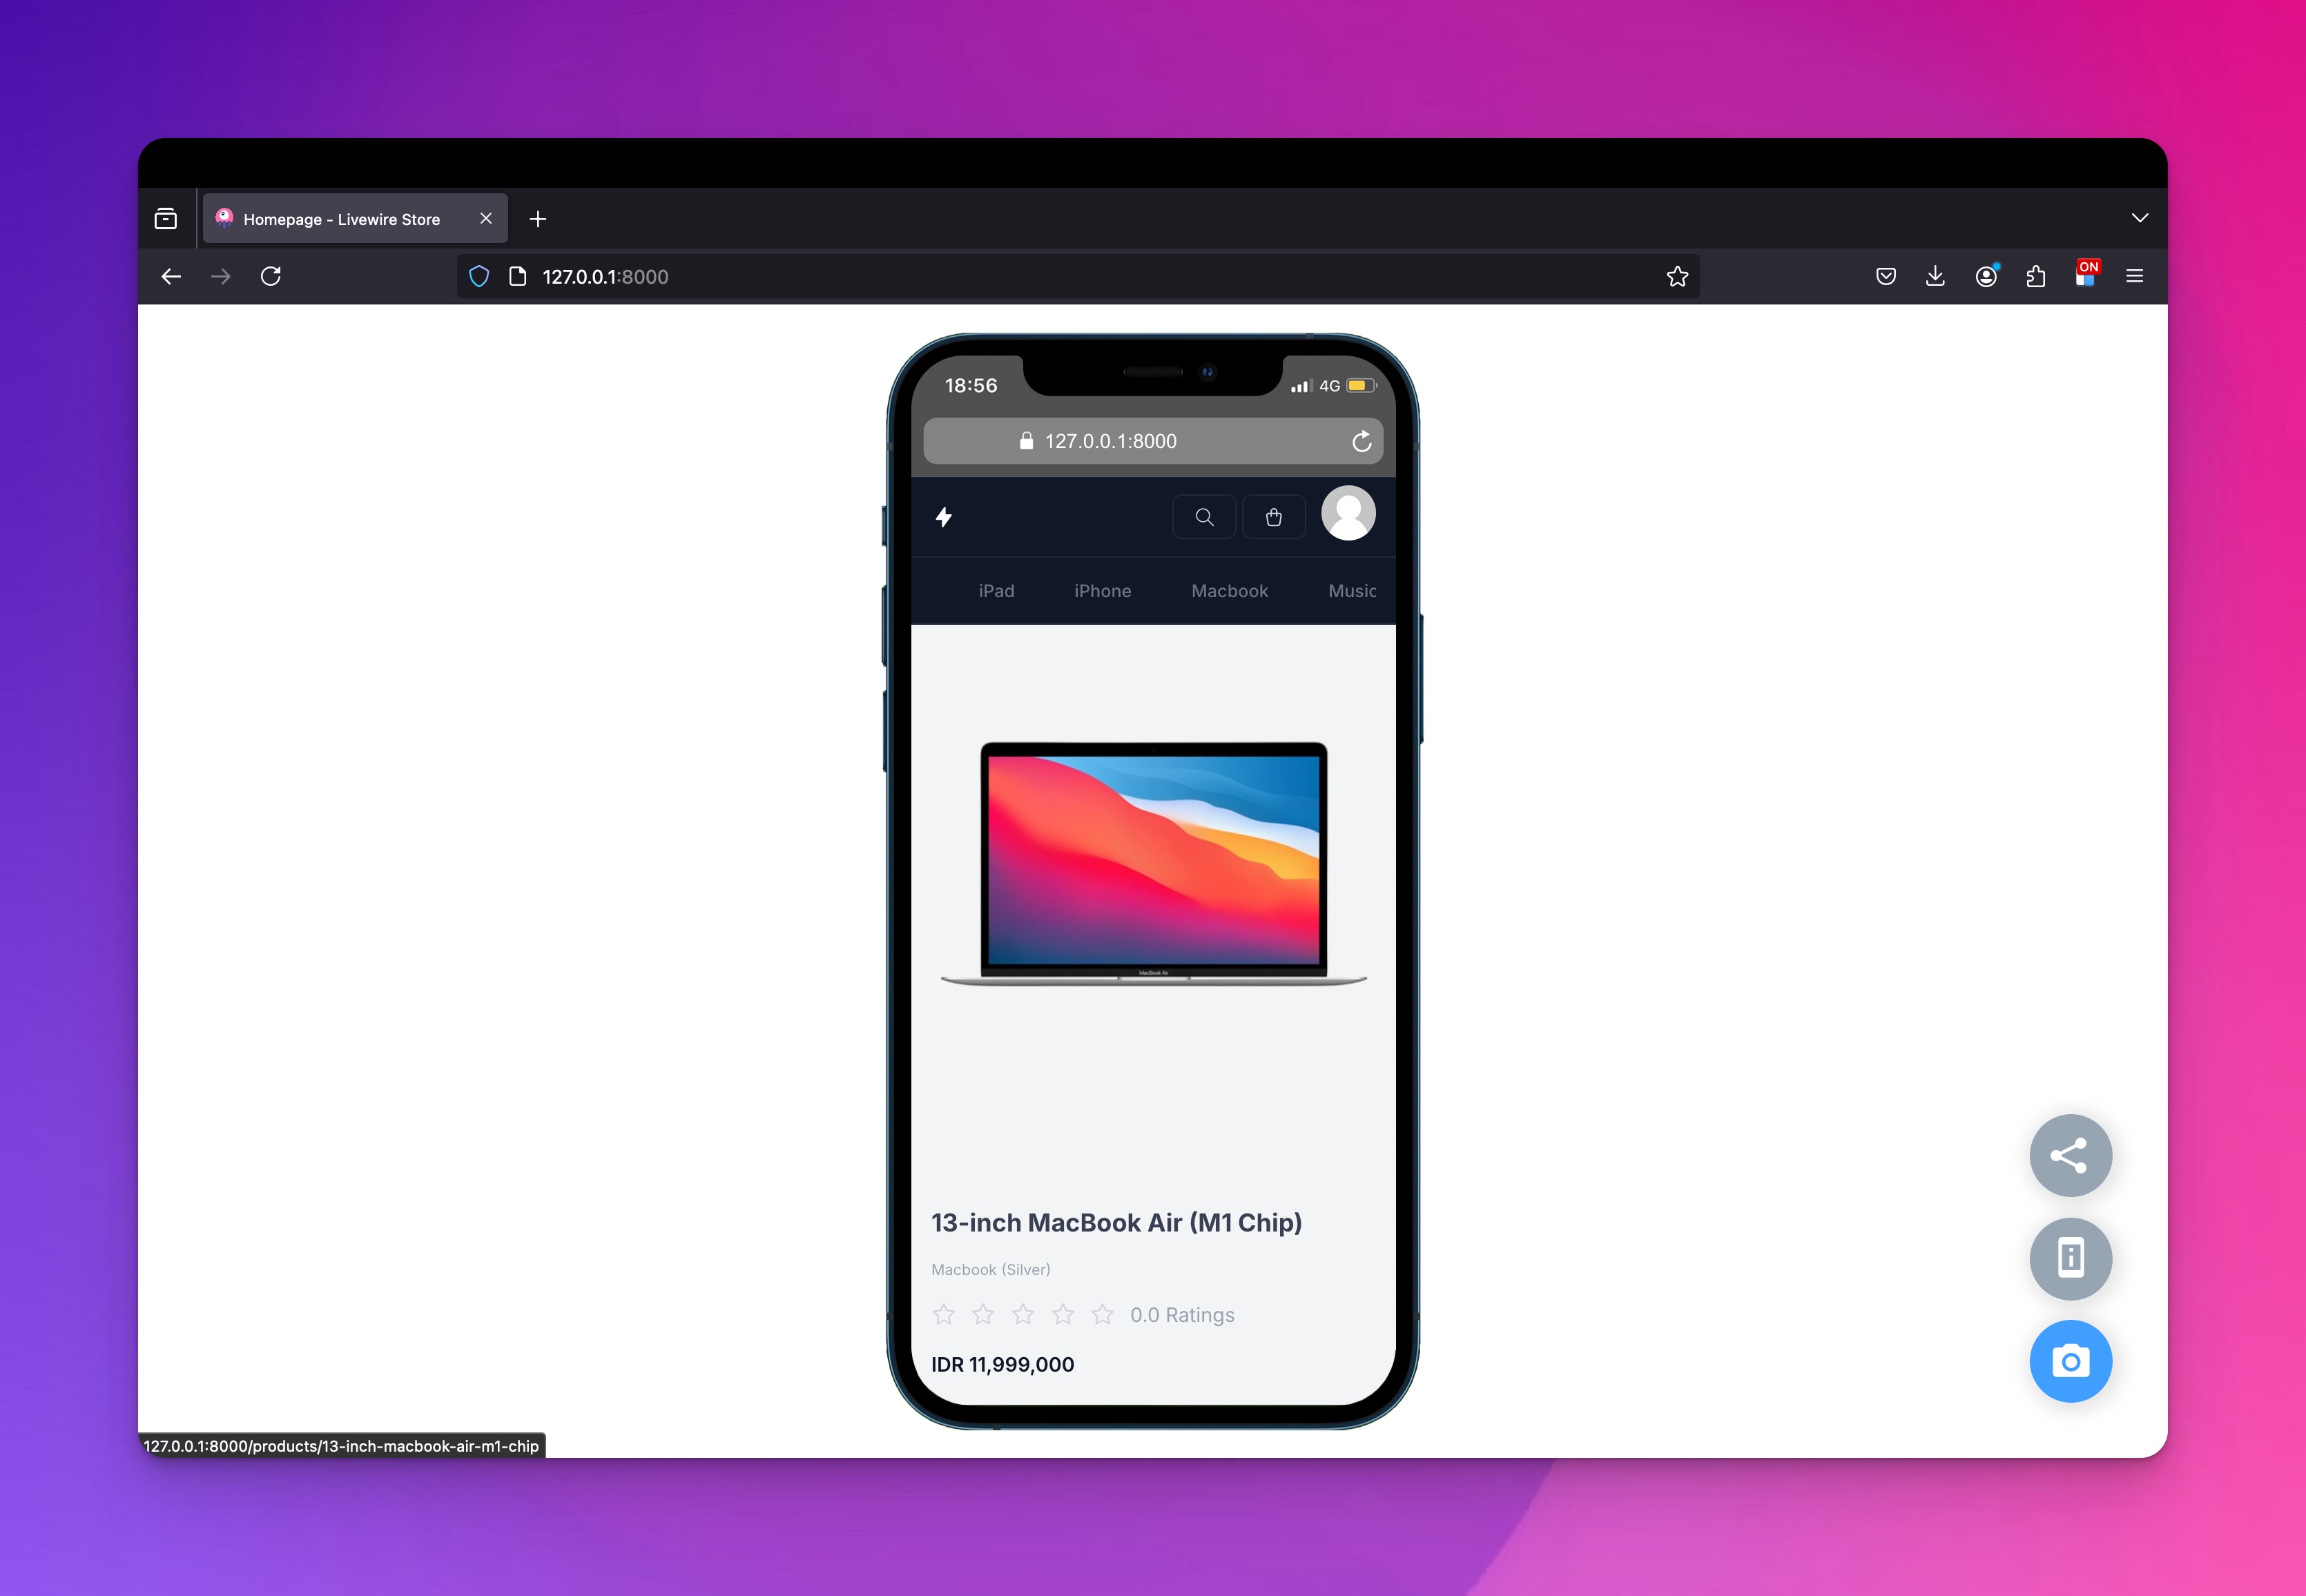 Homepage - Livewire Store
127.0.0.1:8000
ON
18:56
4G
127.0.0.1:8000
iPad iPhone Macbook Music
MacBook Air
13-inch MacBook Air (M1 Chip)
Macbook (Silver)
0.0 Ratings
IDR 11,999,000
127.0.0.1:8000/products/13-inch-macbook-air-m1-chip